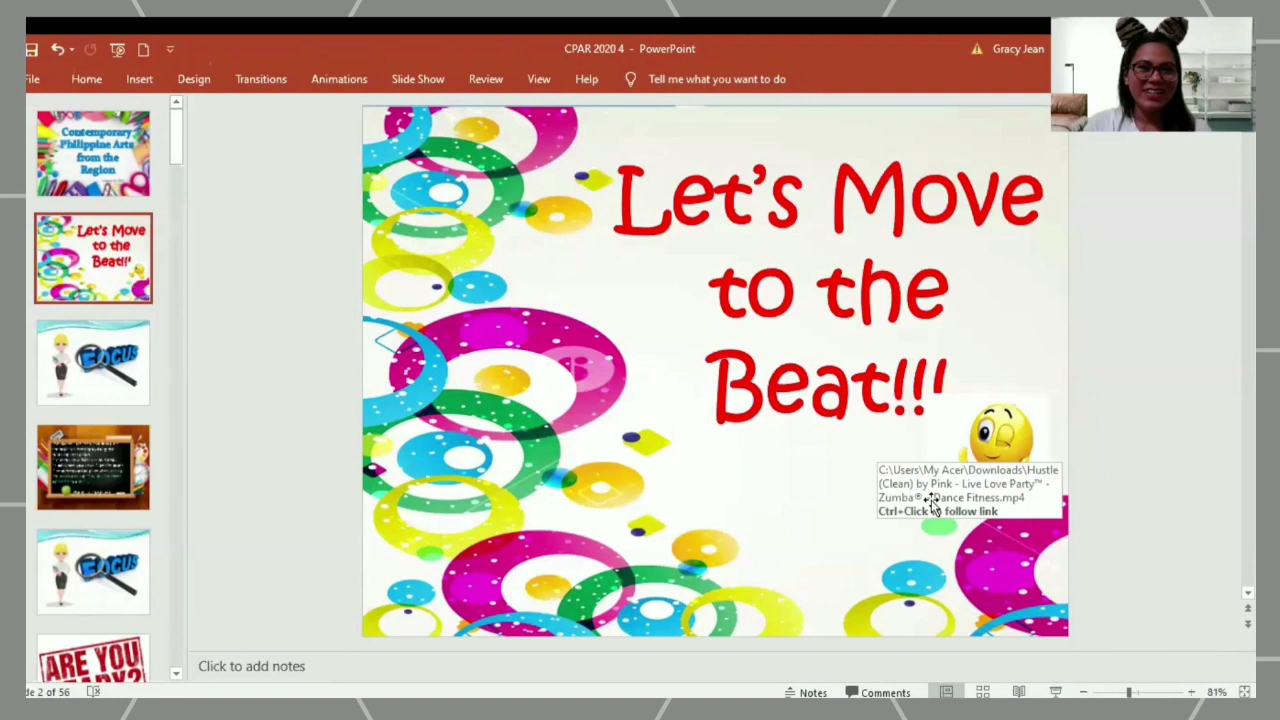 CPAR 2020 4 - PowerPoint
Gracy Jean
File Home Insert Design Transitions Animations Slide Show Review View Help Tell me what you want to do
Contemporary
Philippine Arts
from the
Region
Let's Move
to the
Beat!!!
FOCUS
FOCUS
ARE YOU
READY?
Let's Move
to the
Beat!!!
C:\Users\My Acer\Downloads\Hustle
(Clean) by Pink - Live Love Party™ -
Zumba® Dance Fitness.mp4
Ctrl+Click to follow link
Click to add notes
de 2 of 56
Notes Comments 81%